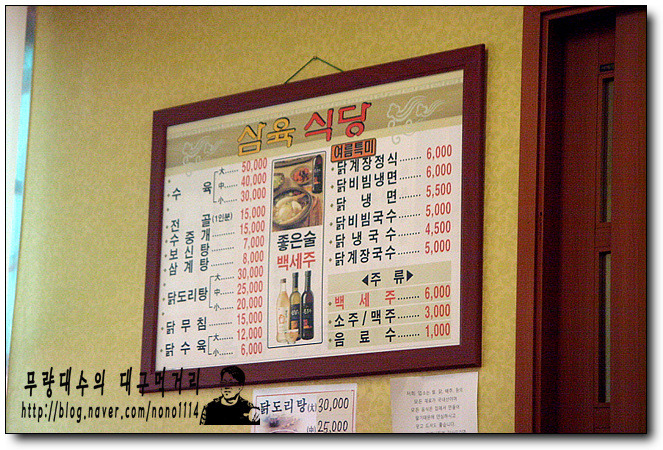 삼육식당
수 육 大 ...... 50,000
中 ...... 40,000
小 ...... 30,000
전 골 (1인분) 15,000
수 중 개 ...... 15,000
보 신 탕 ...... 7,000
삼 계 탕 ...... 8,000
닭도리탕 大 ...... 30,000
中 ...... 25,000
小 ...... 20,000
닭 무 침 ...... 15,000
닭 수 육 大 ...... 12,000
小 ...... 6,000
좋은술
백세주
여름특미
닭계장정식 ...... 6,000
닭비빔냉면 ...... 6,000
닭 냉 면 ...... 5,500
닭비빔국수 ...... 5,000
닭 냉 국 수 ...... 4,500
닭계장국수 ...... 5,000
◀주 류▶
백 세 주 ...... 6,000
소주/맥주 ...... 3,000
음 료 수 ...... 1,000
무량대수의 대구먹거리
http://blog.naver.com/nono1114
닭도리탕 (大) 30,000
(中) 25,000